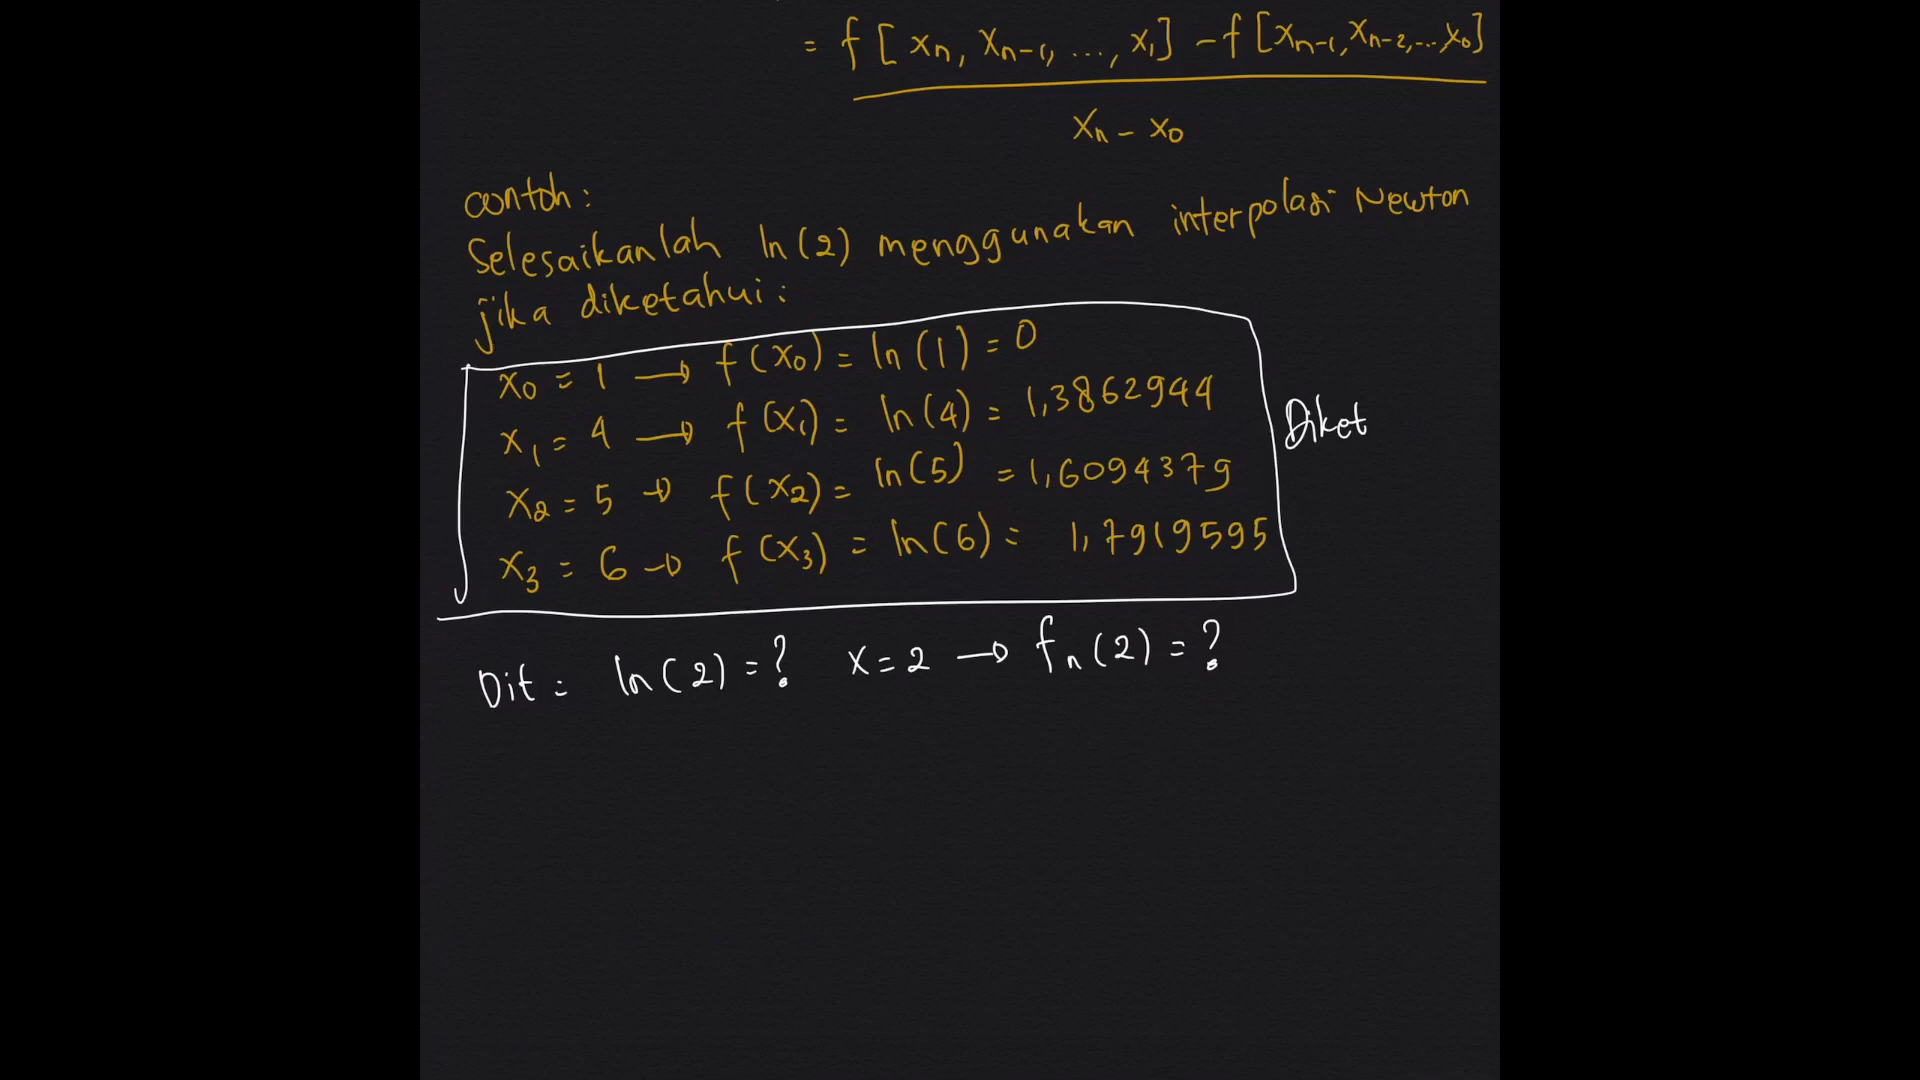 = f[xn, xn-1, ..., x1] - f[xn-1, xn-2, ..., x0]
xn - x0
contoh:
Selesaikanlah ln(2) menggunakan interpolasi Newton
jika diketahui:
x0 = 1 → f(x0) = ln(1) = 0
x1 = 4 → f(x1) = ln(4) = 1,3862944
x2 = 5 → f(x2) = ln(5) = 1,6094379
x3 = 6 → f(x3) = ln(6) = 1,7919595
Diket
Dit = ln(2) = ? x = 2 → fn(2) = ?